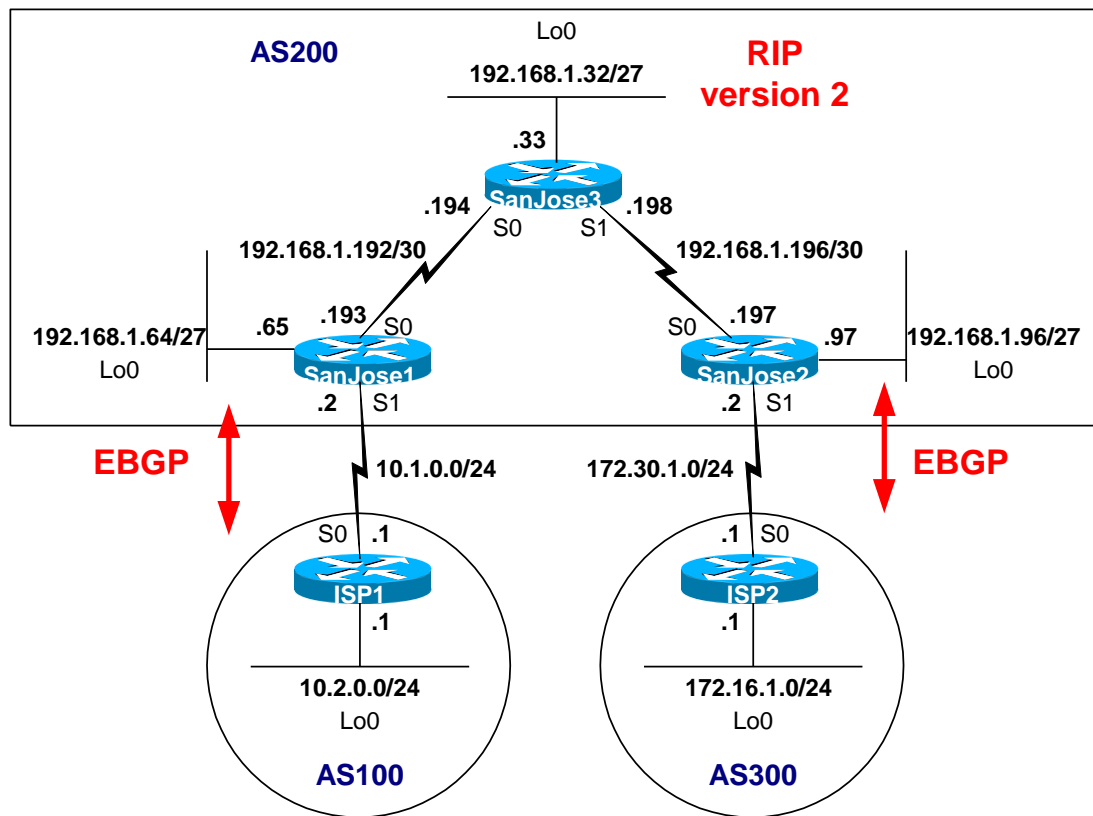 Lo0
AS200
RIP
version 2
192.168.1.32/27
.33
SanJose3
.194
.198
S0
S1
192.168.1.192/30
192.168.1.196/30
.193
.197
192.168.1.64/27
.65
S0
S0
.97
192.168.1.96/27
Lo0
SanJose1
SanJose2
Lo0
.2
S1
.2
S1
EBGP
10.1.0.0/24
172.30.1.0/24
EBGP
S0
.1
.1
S0
ISP1
ISP2
.1
.1
10.2.0.0/24
172.16.1.0/24
Lo0
Lo0
AS100
AS300